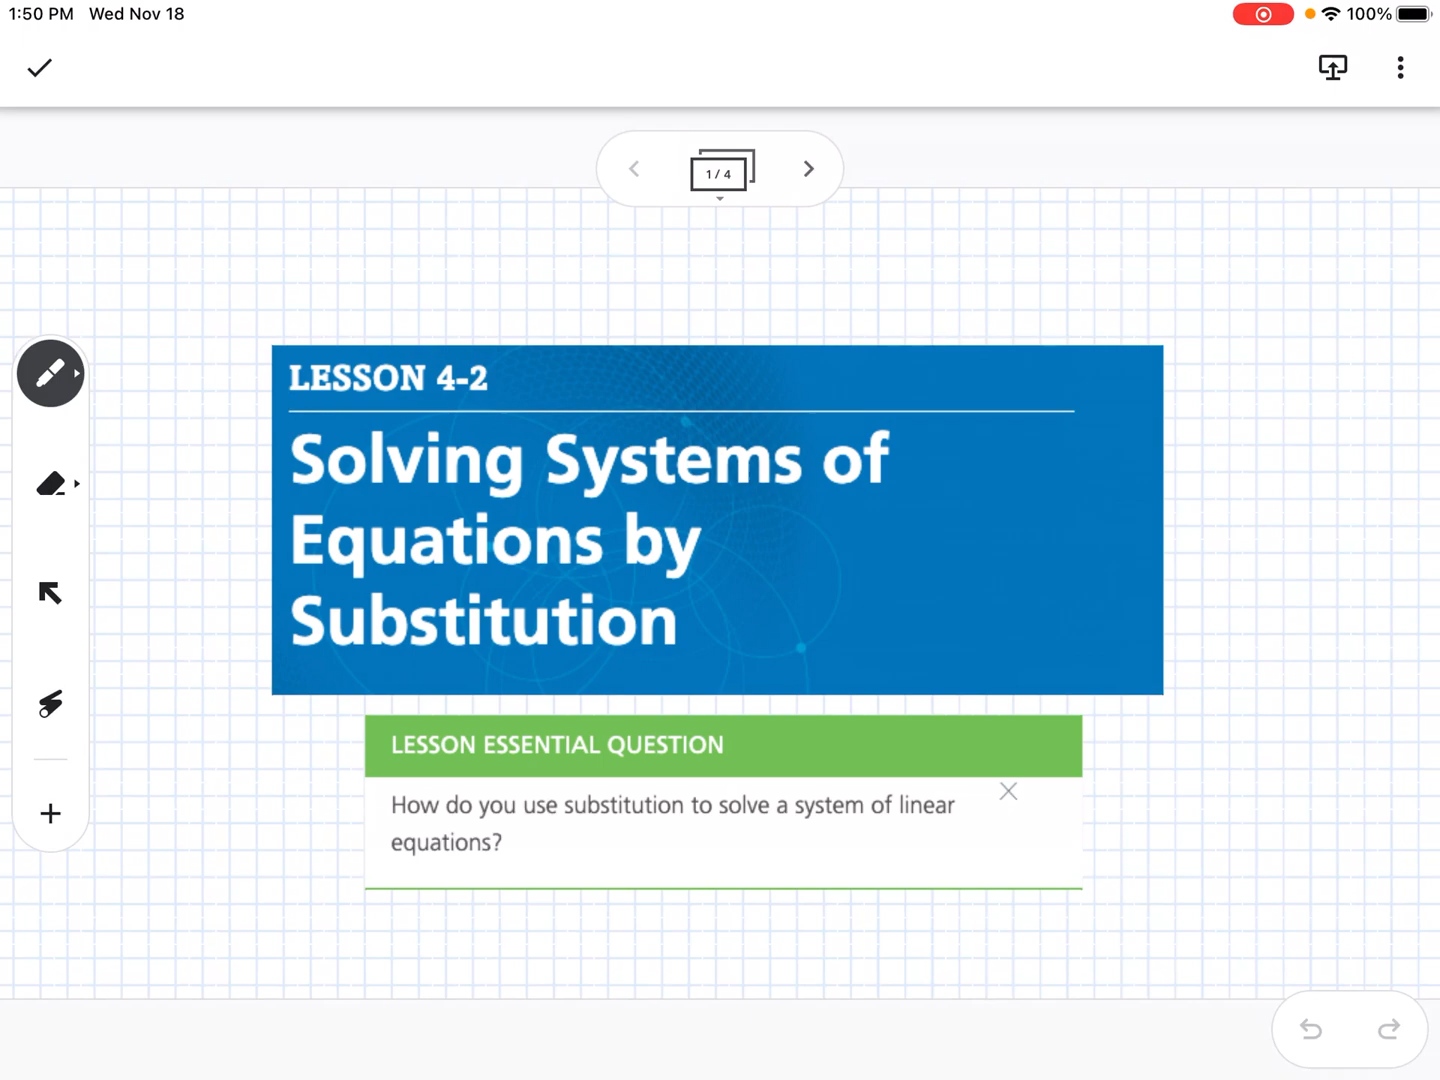 1:50 PM Wed Nov 18
100%
1 / 4
LESSON 4-2
Solving Systems of
Equations by
Substitution
LESSON ESSENTIAL QUESTION
How do you use substitution to solve a system of linear
equations?